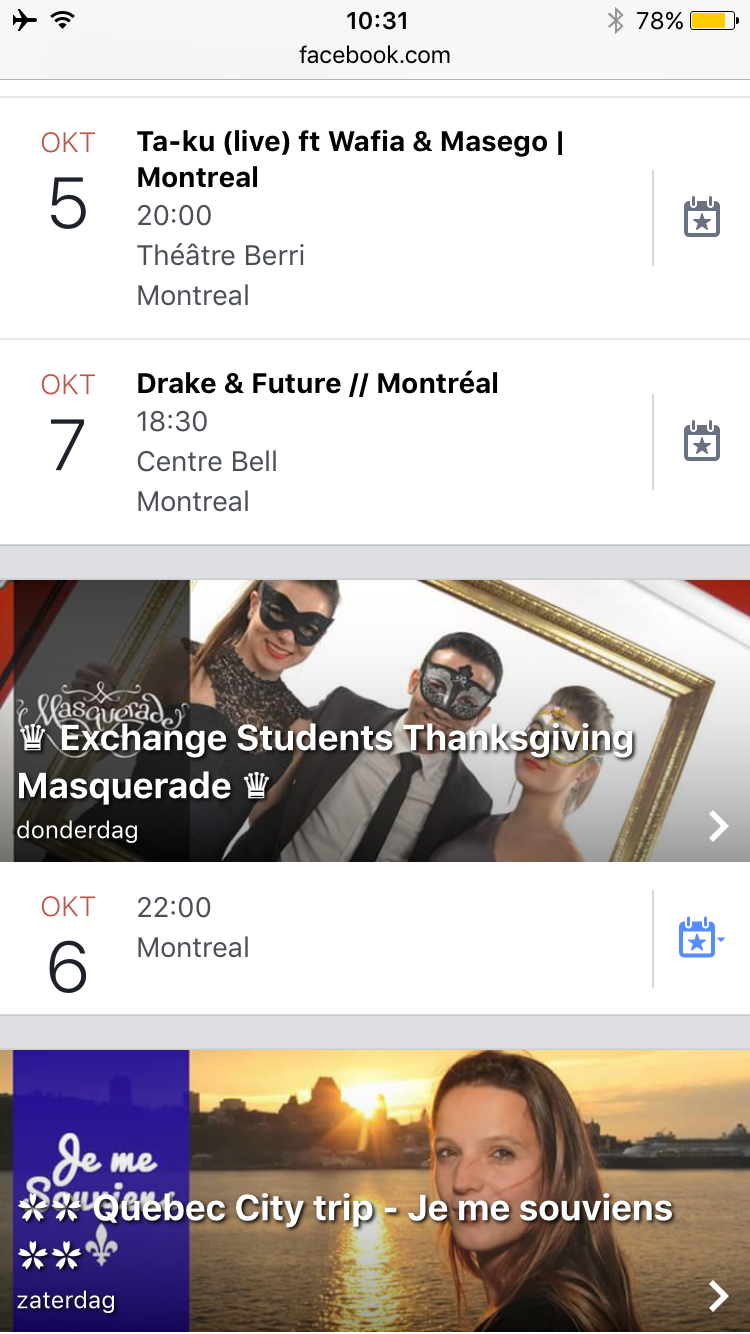 10:31
78%
facebook.com
OKT
5
Ta-ku (live) ft Wafia & Masego |
Montreal
20:00
Théâtre Berri
Montreal
OKT
7
Drake & Future // Montréal
18:30
Centre Bell
Montreal
Masquerade
♛ Exchange Students Thanksgiving
Masquerade ♛
donderdag
OKT
6
22:00
Montreal
Je me
Souviens
✲✲ Quebec City trip - Je me souviens
✲✲
zaterdag